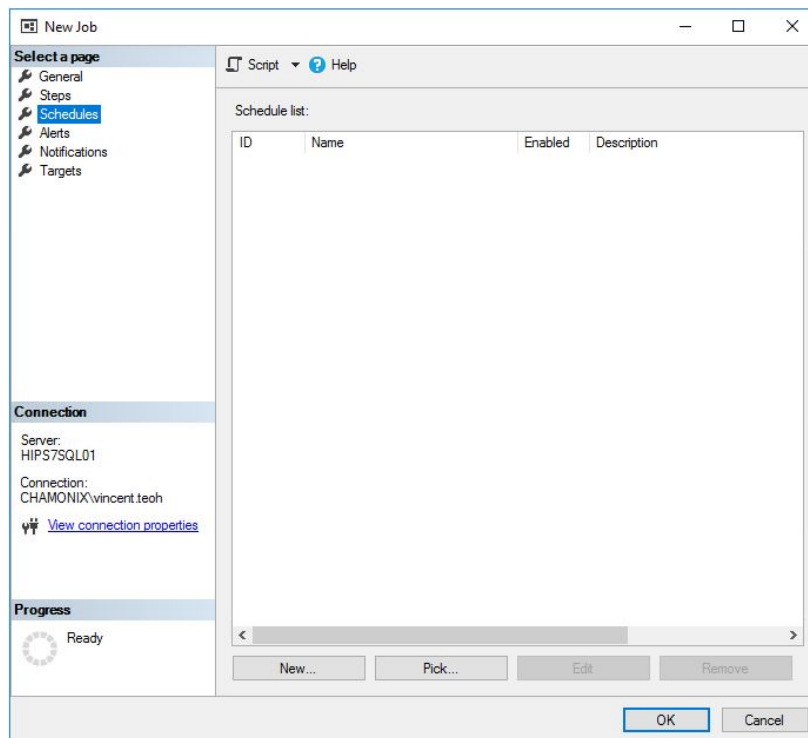 New Job
Select a page
General
Steps
Schedules
Alerts
Notifications
Targets
Script Help
Schedule list:
ID Name Enabled Description
Connection
Server:
HIPS7SQL01
Connection:
CHAMONIX\vincent.teoh
View connection properties
Progress
Ready
New... Pick... Edit Remove
OK Cancel